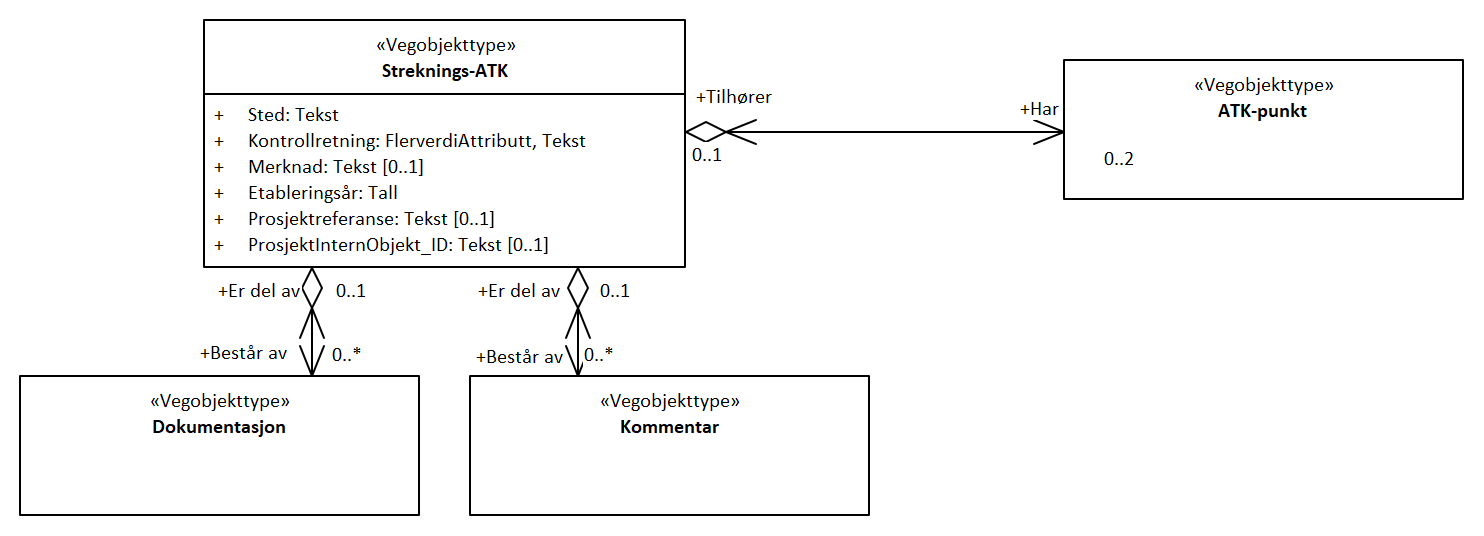 «Vegobjekttype»
Streknings-ATK
+ Sted: Tekst
+ Kontrollretning: FlerverdiAttributt, Tekst
+ Merknad: Tekst [0..1]
+ Etableringsår: Tall
+ Prosjektreferanse: Tekst [0..1]
+ ProsjektInternObjekt_ID: Tekst [0..1]
+Tilhører
0..1
+Har
«Vegobjekttype»
ATK-punkt
0..2
+Er del av 0..1
+Er del av 0..1
+Består av 0..*
+Består av 0..*
«Vegobjekttype»
Dokumentasjon
«Vegobjekttype»
Kommentar